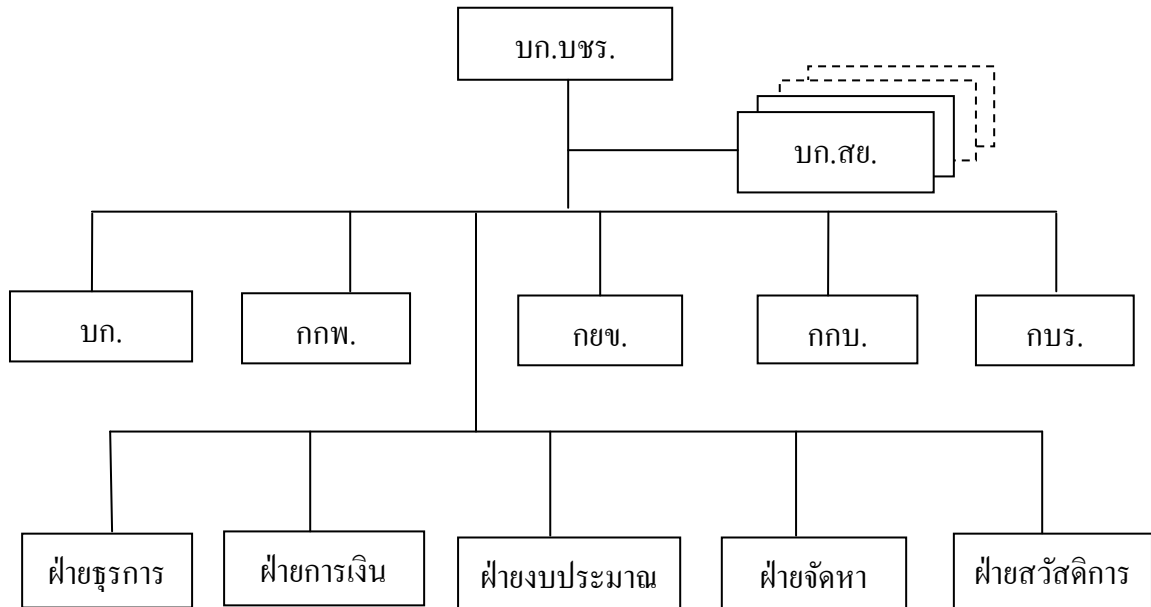 บก.บชร.
บก.สย.
บก.
กกพ.
กยข.
กกบ.
กบร.
ฝ่ายธุรการ
ฝ่ายการเงิน
ฝ่ายงบประมาณ
ฝ่ายจัดหา
ฝ่ายสวัสดิการ